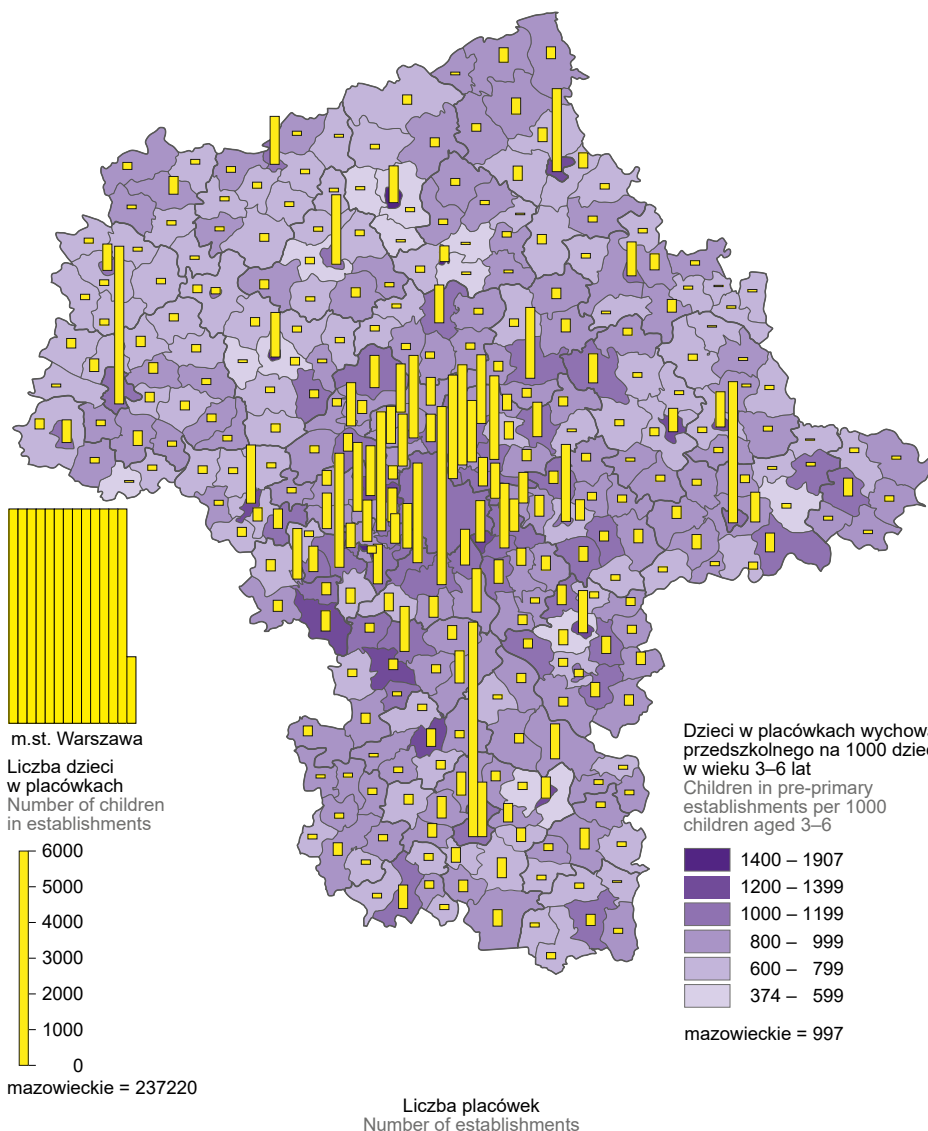 m.st. Warszawa
Liczba dzieci
w placówkach
Number of children
in establishments
6000
5000
4000
3000
2000
1000
0
mazowieckie = 237220
Dzieci w placówkach
przedszkolnego na 1000
w wieku 3–6 lat
Children in pre-primary
establishments per 1000
children aged 3–6
1400 – 1907
1200 – 1399
1000 – 1199
800 – 999
600 – 799
374 – 599
mazowieckie = 997
Liczba placówek
Number of establishments